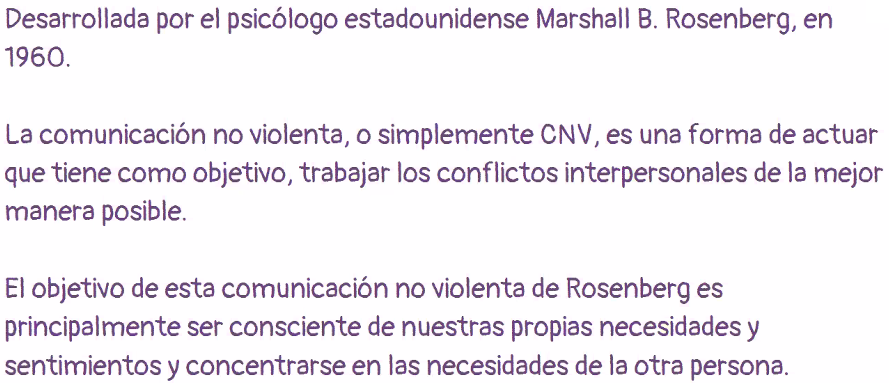 Desarrollada por el psicólogo estadounidense Marshall B. Rosenberg, en
1960.
La comunicación no violenta, o simplemente CNV, es una forma de actuar
que tiene como objetivo, trabajar los conflictos interpersonales de la mejor
manera posible.
El objetivo de esta comunicación no violenta de Rosenberg es
principalmente ser consciente de nuestras propias necesidades y
sentimientos y concentrarse en las necesidades de la otra persona.